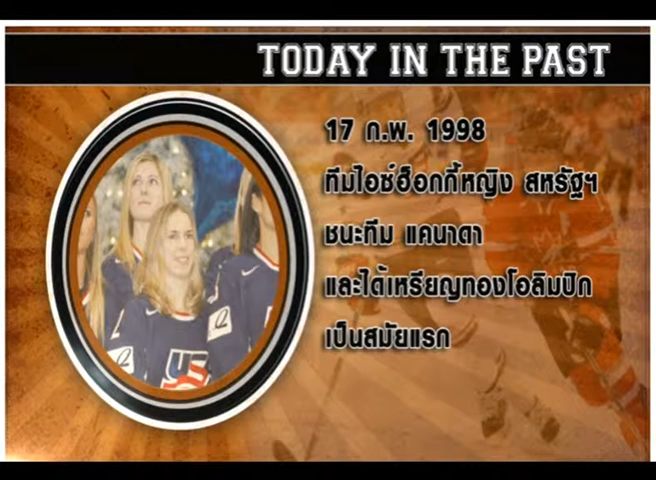 TODAY IN THE PAST
17 ก.พ. 1998
ทีมไอซ์ฮ็อกกี้หญิง สหรัฐฯ
ชนะทีม แคนาดา
และได้เหรียญทองโอลิมปิก
เป็นสมัยแรก
US